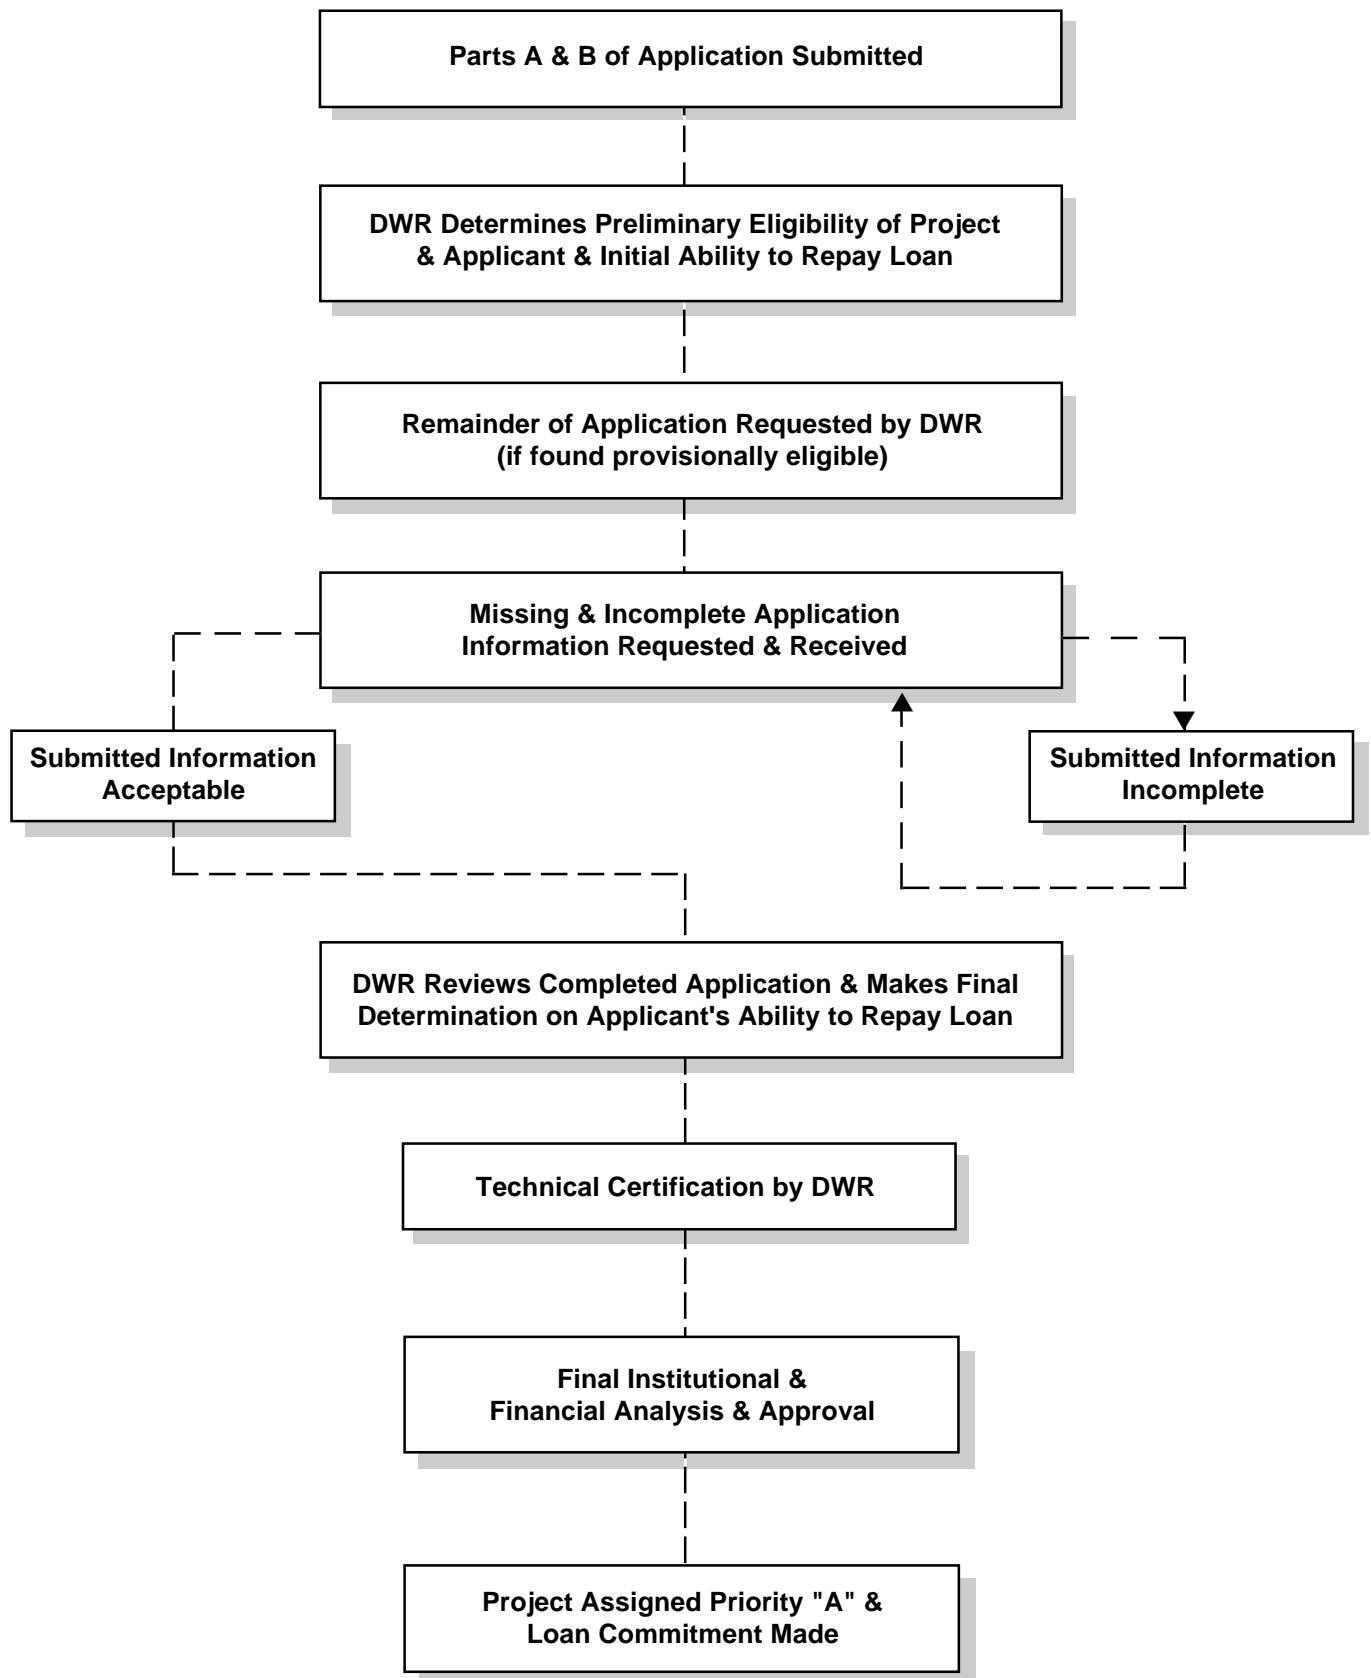 Parts A & B of Application Submitted
DWR Determines Preliminary Eligibility of Project
& Applicant & Initial Ability to Repay Loan
Remainder of Application Requested by DWR
(if found provisionally eligible)
Missing & Incomplete Application
Information Requested & Received
Submitted Information
Acceptable
Submitted Information
Incomplete
DWR Reviews Completed Application & Makes Final
Determination on Applicant's Ability to Repay Loan
Technical Certification by DWR
Final Institutional &
Financial Analysis & Approval
Project Assigned Priority "A" &
Loan Commitment Made